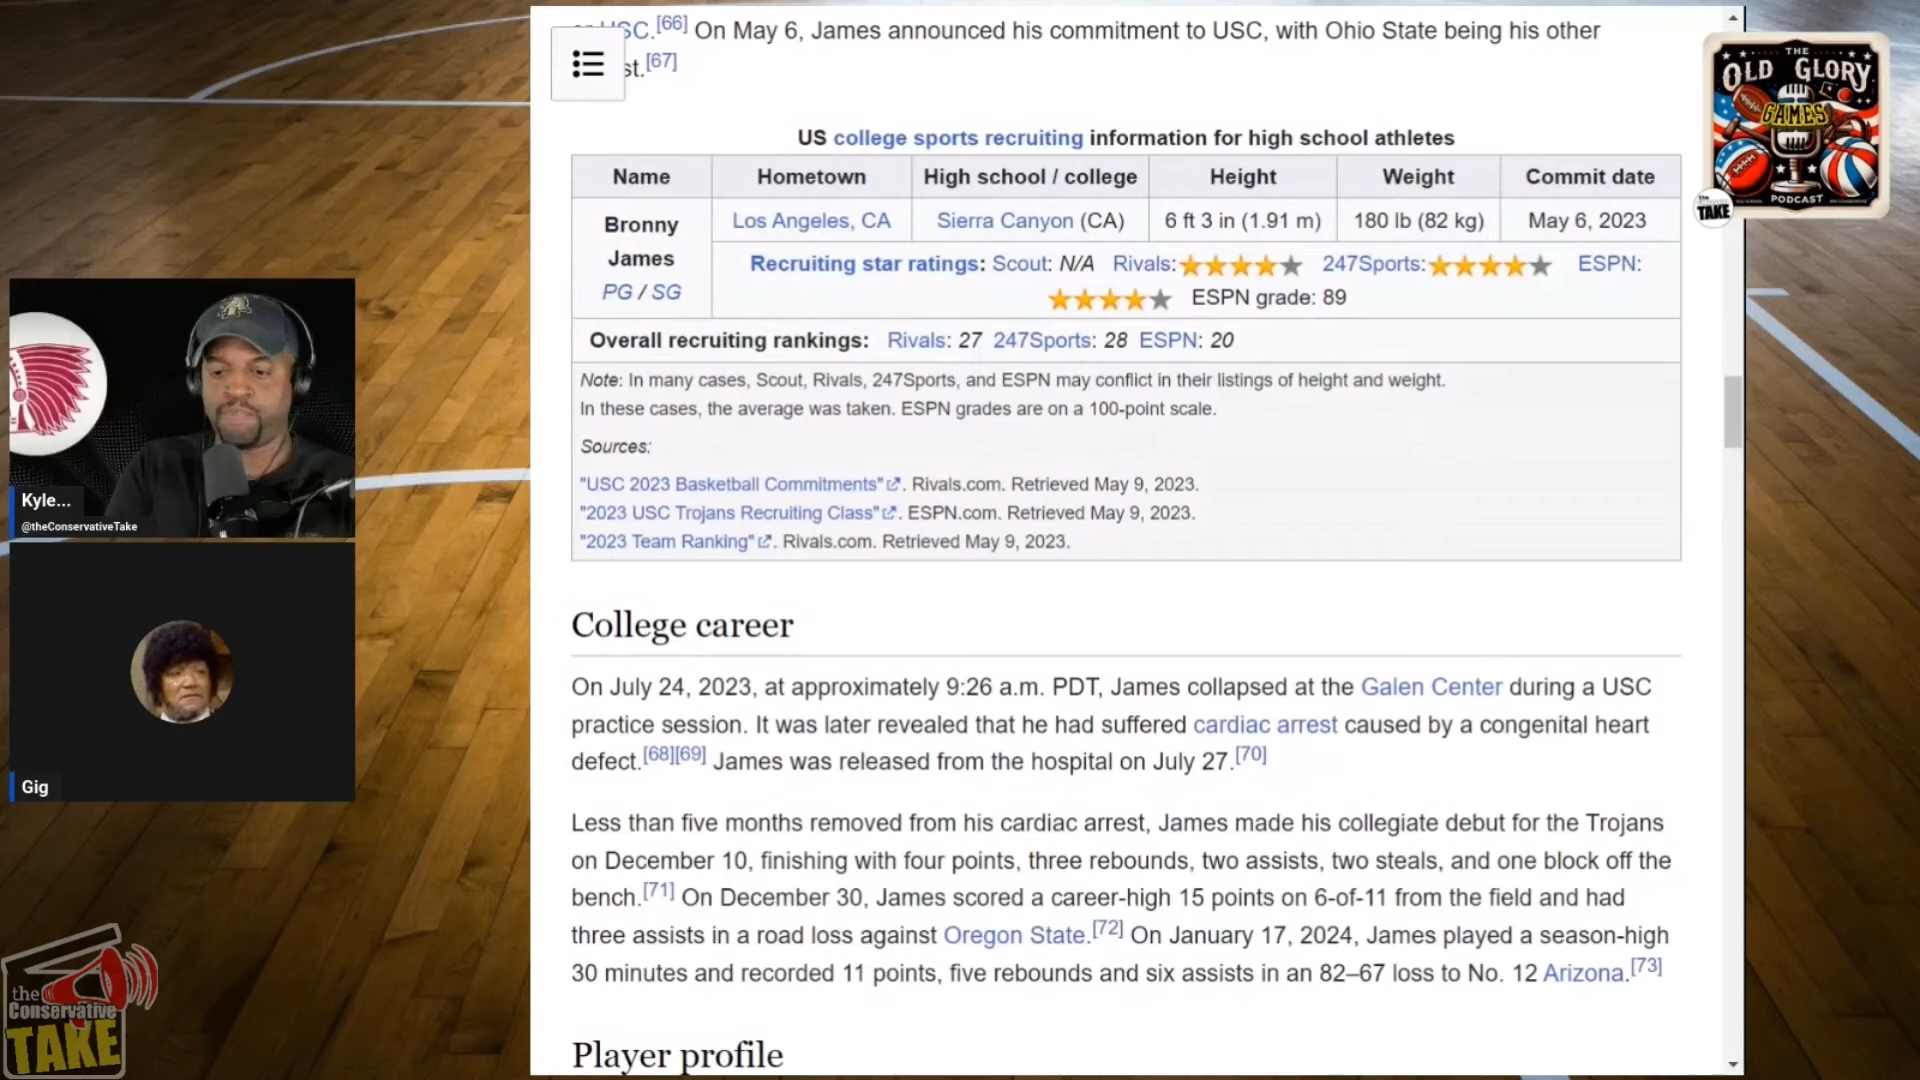 USC.[66] On May 6, James announced his commitment to USC, with Ohio State being his other
st.[67]
US college sports recruiting information for high school athletes
Name Hometown High school / college Height Weight Commit date
Bronny James PG / SG
Los Angeles, CA Sierra Canyon (CA) 6 ft 3 in (1.91 m) 180 lb (82 kg) May 6, 2023
Recruiting star ratings: Scout: N/A Rivals: 247Sports: ESPN:
ESPN grade: 89
Overall recruiting rankings: Rivals: 27 247Sports: 28 ESPN: 20
Note: In many cases, Scout, Rivals, 247Sports, and ESPN may conflict in their listings of height and weight.
In these cases, the average was taken. ESPN grades are on a 100-point scale.
Sources:
"USC 2023 Basketball Commitments". Rivals.com. Retrieved May 9, 2023.
"2023 USC Trojans Recruiting Class". ESPN.com. Retrieved May 9, 2023.
"2023 Team Ranking". Rivals.com. Retrieved May 9, 2023.
College career
On July 24, 2023, at approximately 9:26 a.m. PDT, James collapsed at the Galen Center during a USC
practice session. It was later revealed that he had suffered cardiac arrest caused by a congenital heart
defect.[68][69] James was released from the hospital on July 27.[70]
Less than five months removed from his cardiac arrest, James made his collegiate debut for the Trojans
on December 10, finishing with four points, three rebounds, two assists, two steals, and one block off the
bench.[71] On December 30, James scored a career-high 15 points on 6-of-11 from the field and had
three assists in a road loss against Oregon State.[72] On January 17, 2024, James played a season-high
30 minutes and recorded 11 points, five rebounds and six assists in an 82–67 loss to No. 12 Arizona.[73]
Player profile
Kyle...
@theConservativeTake
Gig
the
Conservative
TAKE
THE
OLD GLORY
GAMES
PODCAST
TAKE